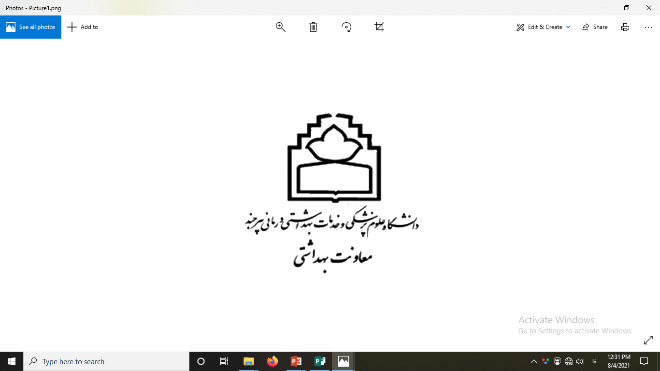 Photos - Picture1.png
See all photos
Add to
Edit & Create
Share
دانشگاه علوم پزشکی و خدمات بهداشتی درمانی بیرجند
معاونت بهداشتی
Activate Windows
Go to Settings to activate Windows.
Type here to search
12:31 PM
8/4/2021